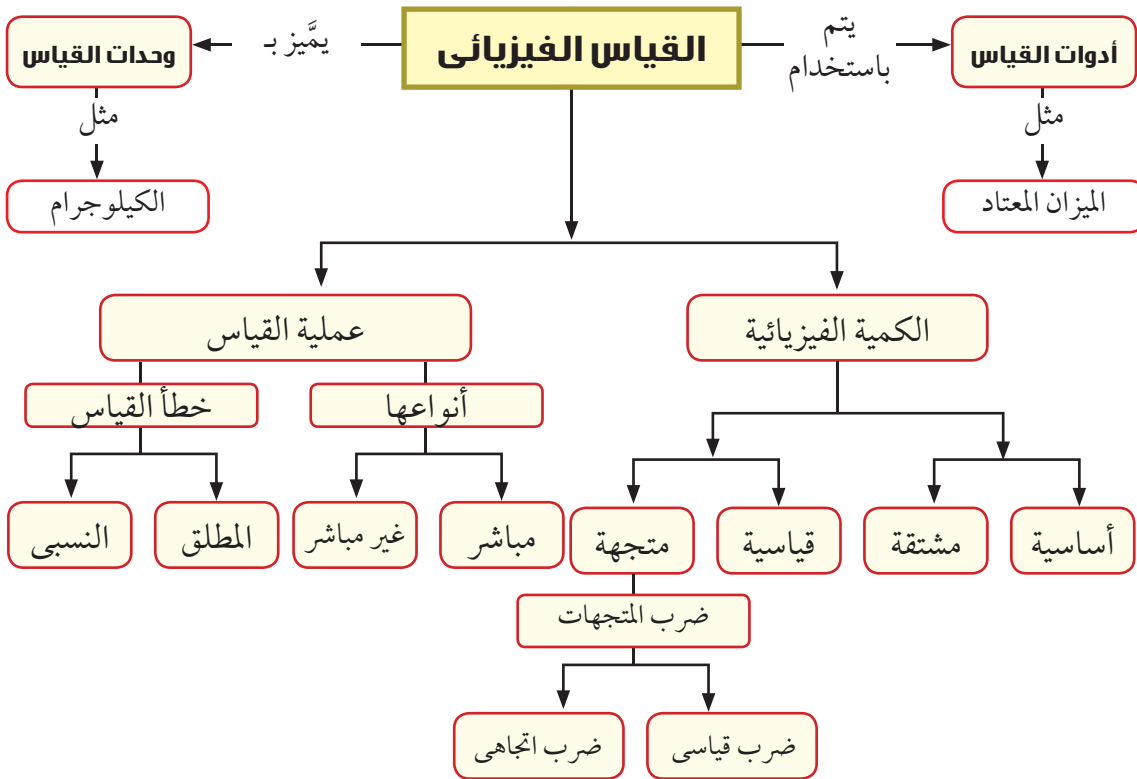 القياس الفيزيائى
يتم
باستخدام
أدوات القياس
مثل
الميزان المعتاد
يمَّيز بـ
وحدات القياس
مثل
الكيلوجرام
الكمية الفيزيائية
عملية القياس
أنواعها
خطأ القياس
أساسية
مشتقة
قياسية
متجهة
مباشر
غير مباشر
المطلق
النسبى
ضرب المتجهات
ضرب قياسى
ضرب اتجاهى